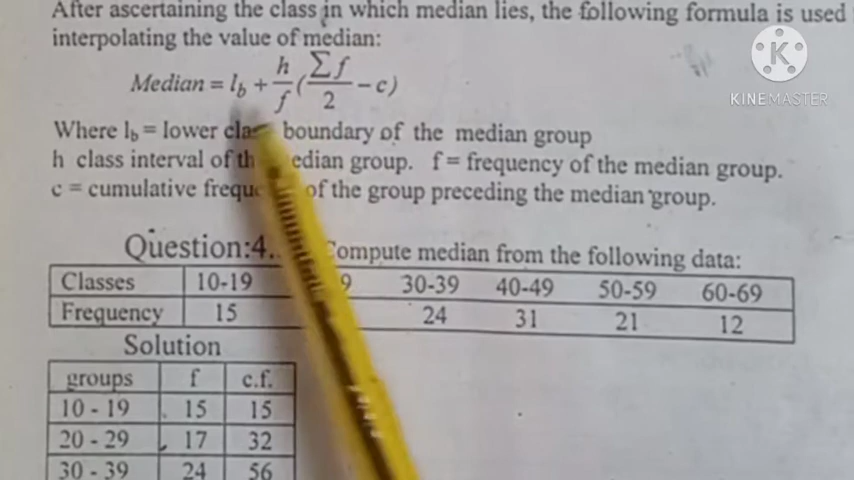 After ascertaining the class in which median lies, the following formula is used
interpolating the value of median:
Median = l_b + h/f (∑f/2 − c)
Where l_b = lower class boundary of the median group
h class interval of median group. f = frequency of the median group.
c = cumulative of the group preceding the median group.
Question:4. Compute median from the following data:
Classes 10-19 30-39 40-49 50-59 60-69
Frequency 15 24 31 21 12
Solution
groups f c.f.
10 - 19 15 15
20 - 29 17 32
30 - 39 24 56
K
KINEMASTER